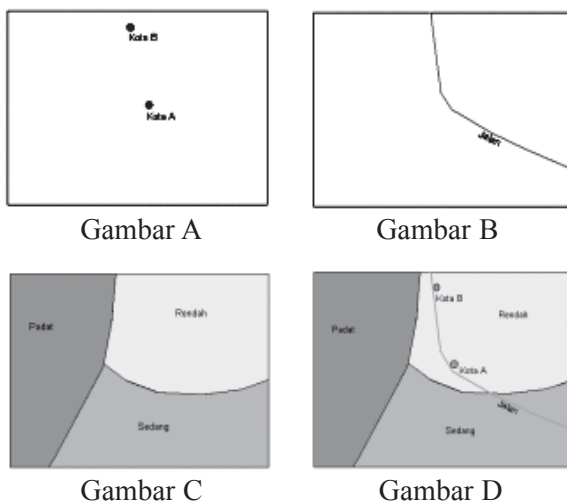 Kota B
Kota A
Jalan
Gambar A
Gambar B
Padat
Rendah
Sedang
Kota B
Rendah
Padat
Kota A
Jalan
Sedang
Gambar C
Gambar D